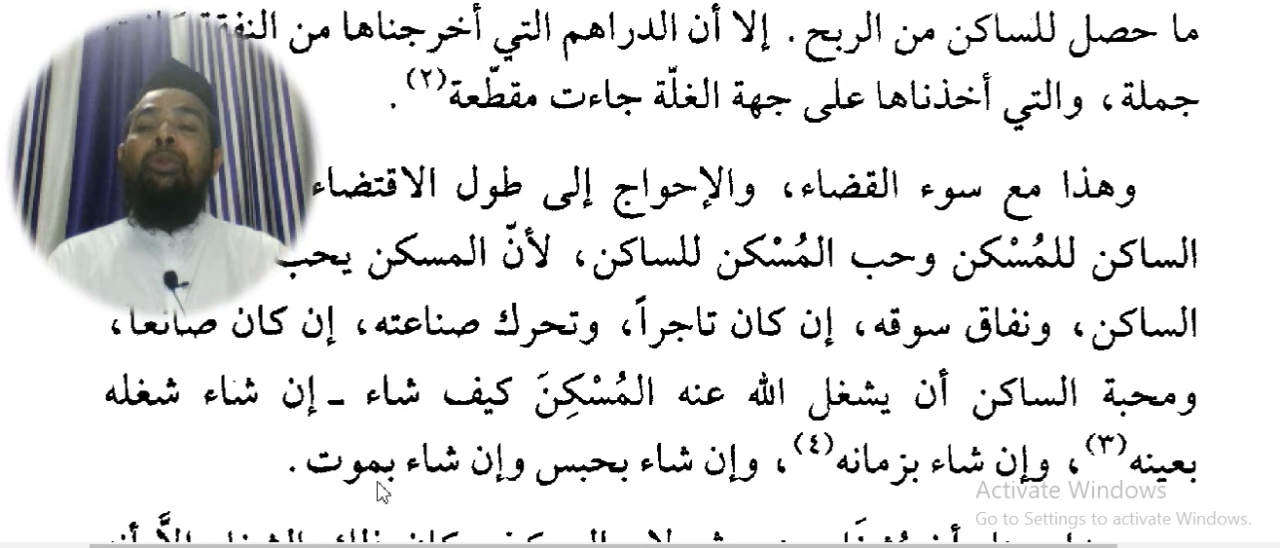 ما حصل للساكن من الربح . إلا أن الدراهم التي أخرجناها من النفقة
جملة، والتي أخذناها على جهة الغلّة جاءت مقطّعة(٢) .
وهذا مع سوء القضاء، والإحواج إلى طول الاقتضاء
الساكن للمُسْكن وحب المُسْكن للساكن، لأنّ المسكن يحب
الساكن، ونفاق سوقه، إن كان تاجراً، وتحرك صناعته، إن كان صانعاً،
ومحبة الساكن أن يشغل الله عنه المُسْكِنَ كيف شاء ـ إن شاء شغله
بعينه(٣)، وإن شاء بزمانه(٤)، وإن شاء بحبس وإن شاء بموت .
Activate Windows
Go to Settings to activate Windows.